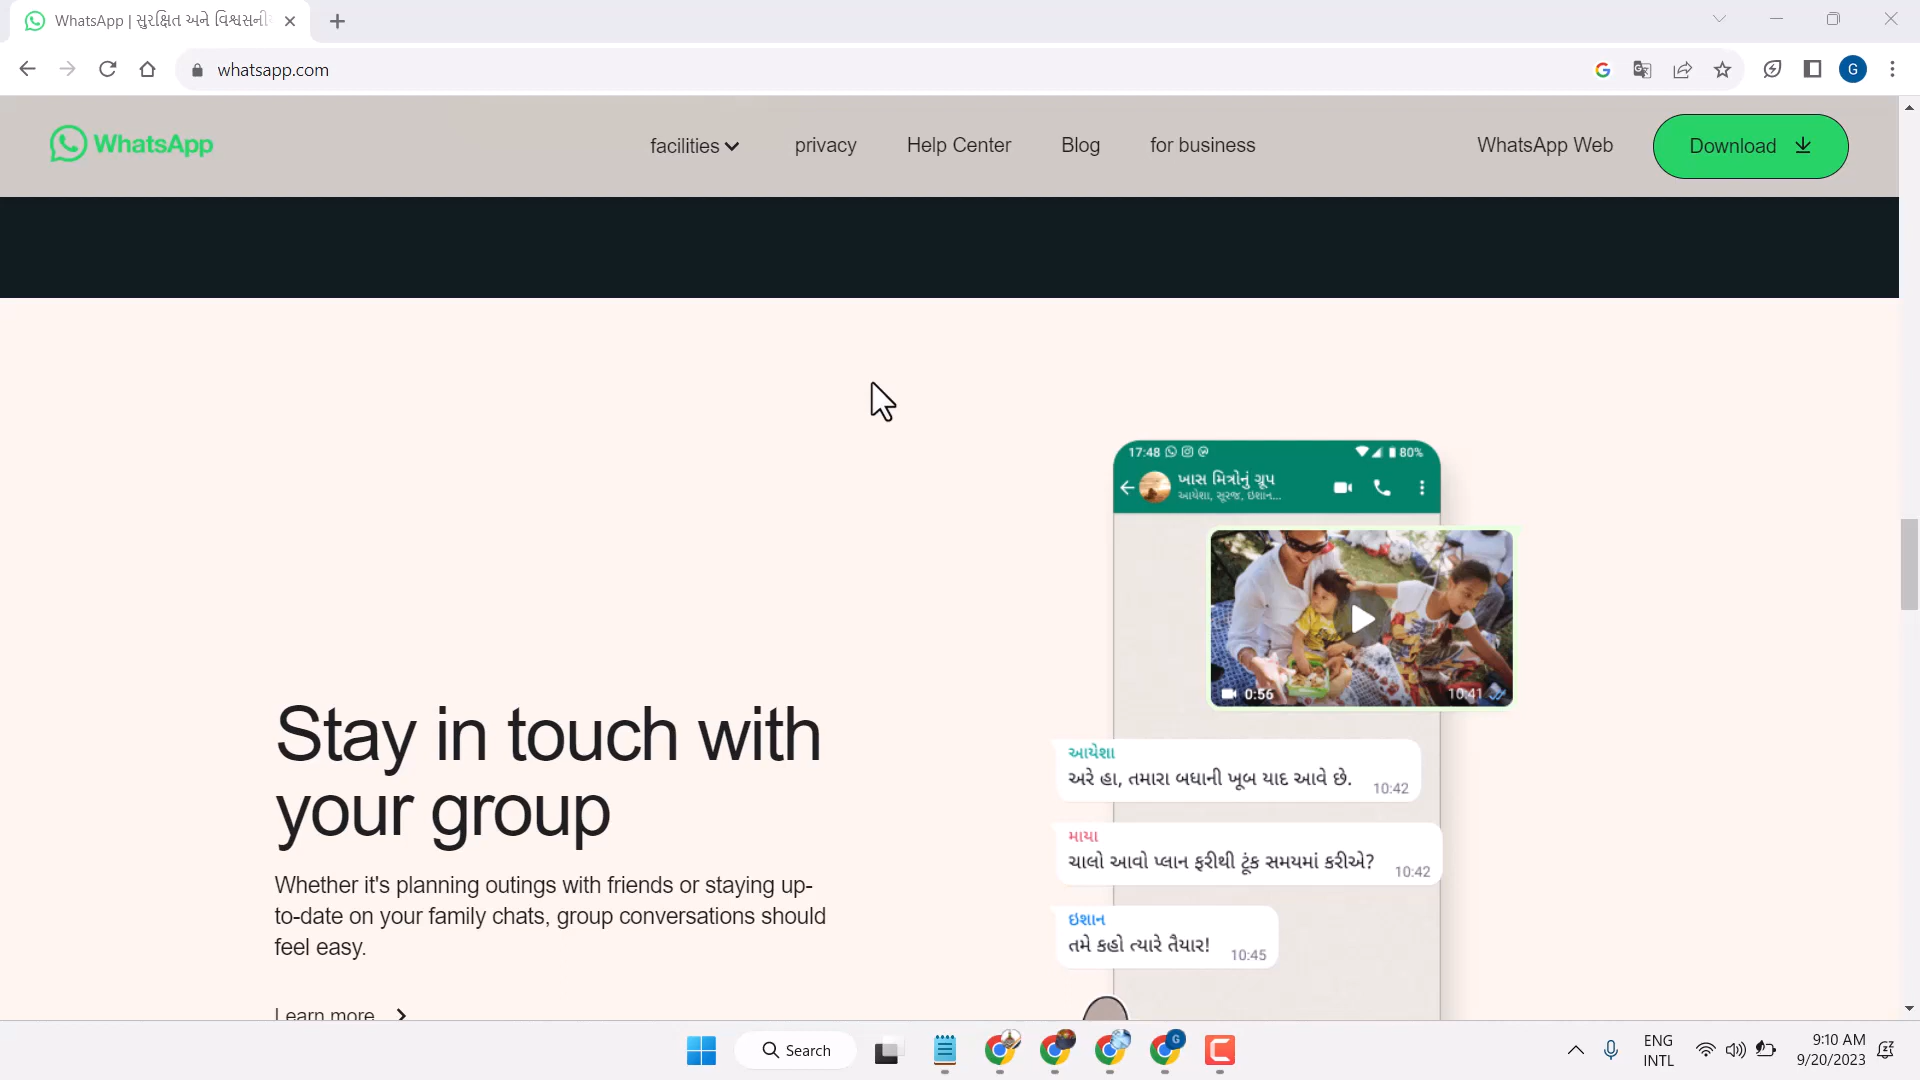 WhatsApp | સુરક્ષિત અને વિશ્વસની
whatsapp.com
G
WhatsApp
facilities
privacy
Help Center
Blog
for business
WhatsApp Web
Download
17:48
80%
ખાસ મિત્રોનું ગ્રૂપ
આયેશા, સૂરજ, ઇશાન...
0:56
10:41
Stay in touch with
your group
Whether it's planning outings with friends or staying up-
to-date on your family chats, group conversations should
feel easy.
Learn more
આયેશા
અરે હા, તમારા બધાની ખૂબ યાદ આવે છે.
10:42
માયા
ચાલો આવો પ્લાન ફરીથી ટૂંક સમયમાં કરીએ?
10:42
ઇશાન
તમે કહો ત્યારે તૈયાર!
10:45
Search
G
ENG
INTL
9:10 AM
9/20/2023